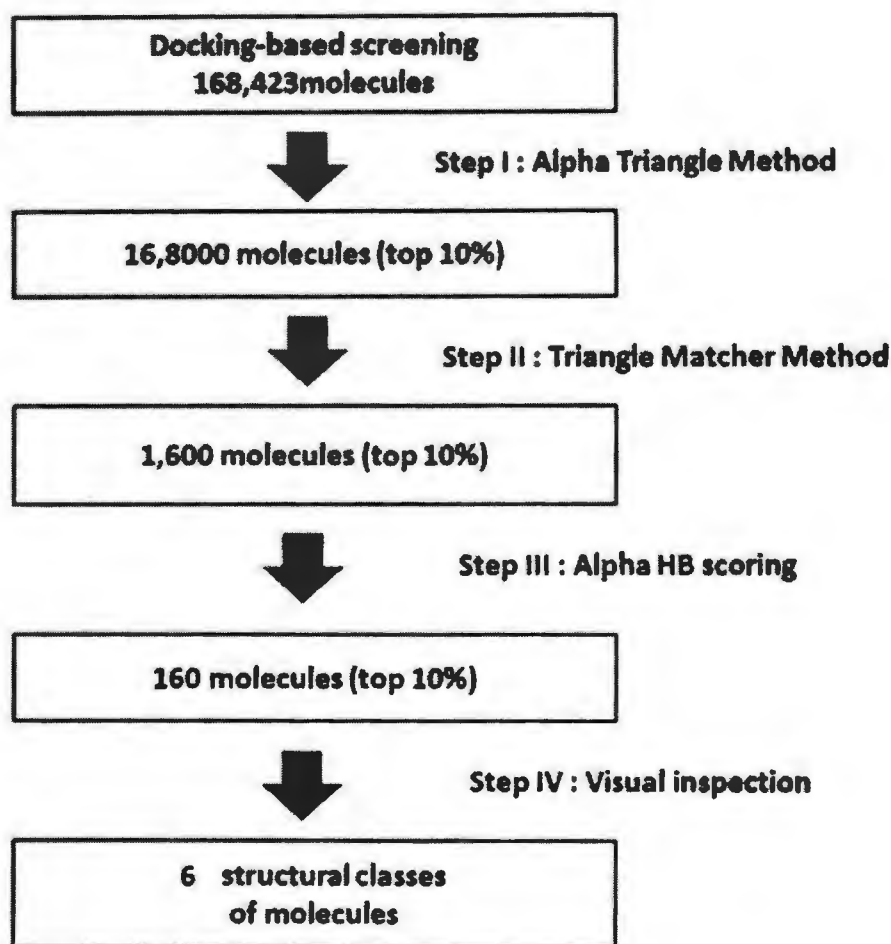 Docking-based screening
168,423molecules
Step I : Alpha Triangle Method
16,8000 molecules (top 10%)
Step II : Triangle Matcher Method
1,600 molecules (top 10%)
Step III : Alpha HB scoring
160 molecules (top 10%)
Step IV : Visual inspection
6 structural classes
of molecules